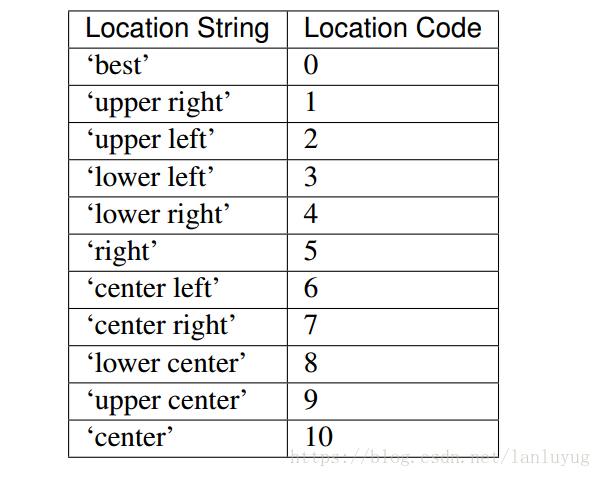 Location String Location Code
‘best’ 0
‘upper right’ 1
‘upper left’ 2
‘lower left’ 3
‘lower right’ 4
‘right’ 5
‘center left’ 6
‘center right’ 7
‘lower center’ 8
‘upper center’ 9
‘center’ 10
https://blog.csdn.net/lanluyug